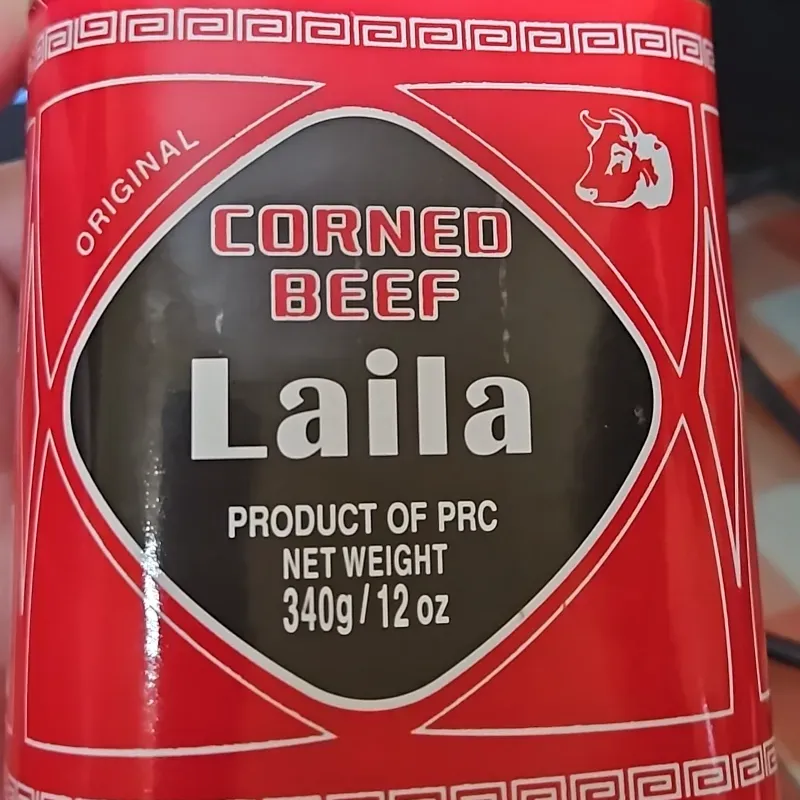 ORIGINAL
CORNED
BEEF
Laila
PRODUCT OF PRC
NET WEIGHT
340g/12 oz